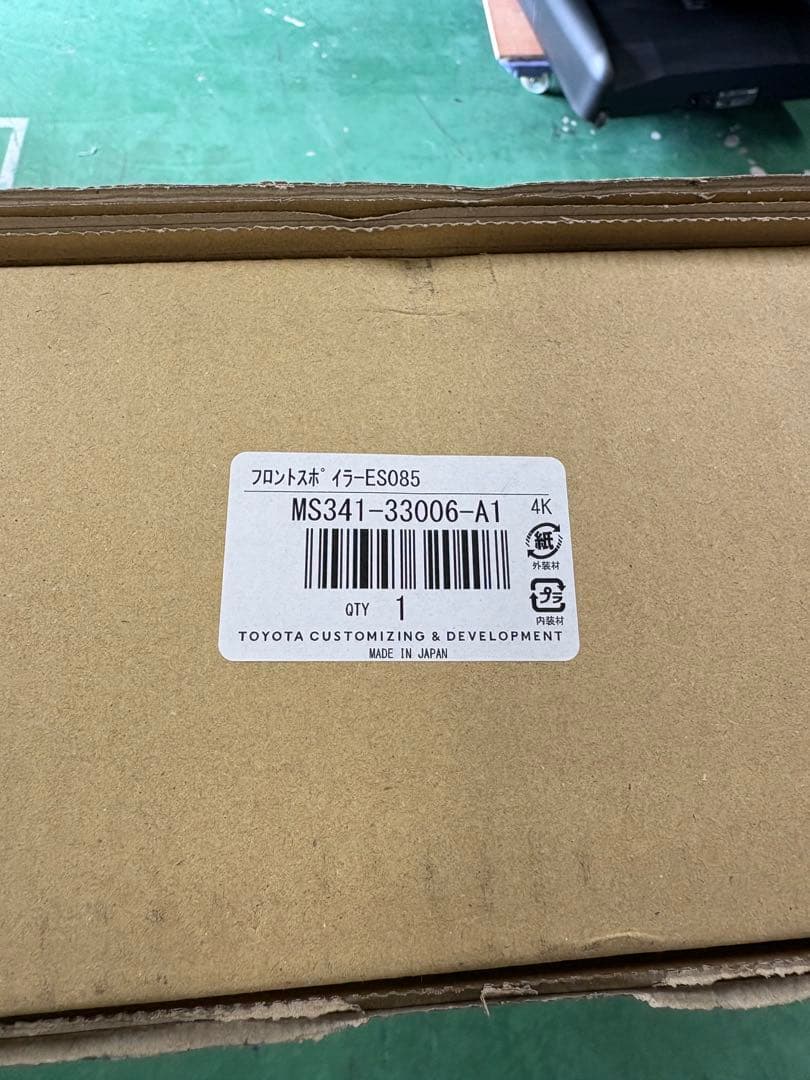 ﾌﾛﾝﾄｽﾎﾟｲﾗｰES085
MS341-33006-A1
4K
紙
外装材
QTY 1
プラ
内装材
TOYOTA CUSTOMIZING & DEVELOPMENT
MADE IN JAPAN